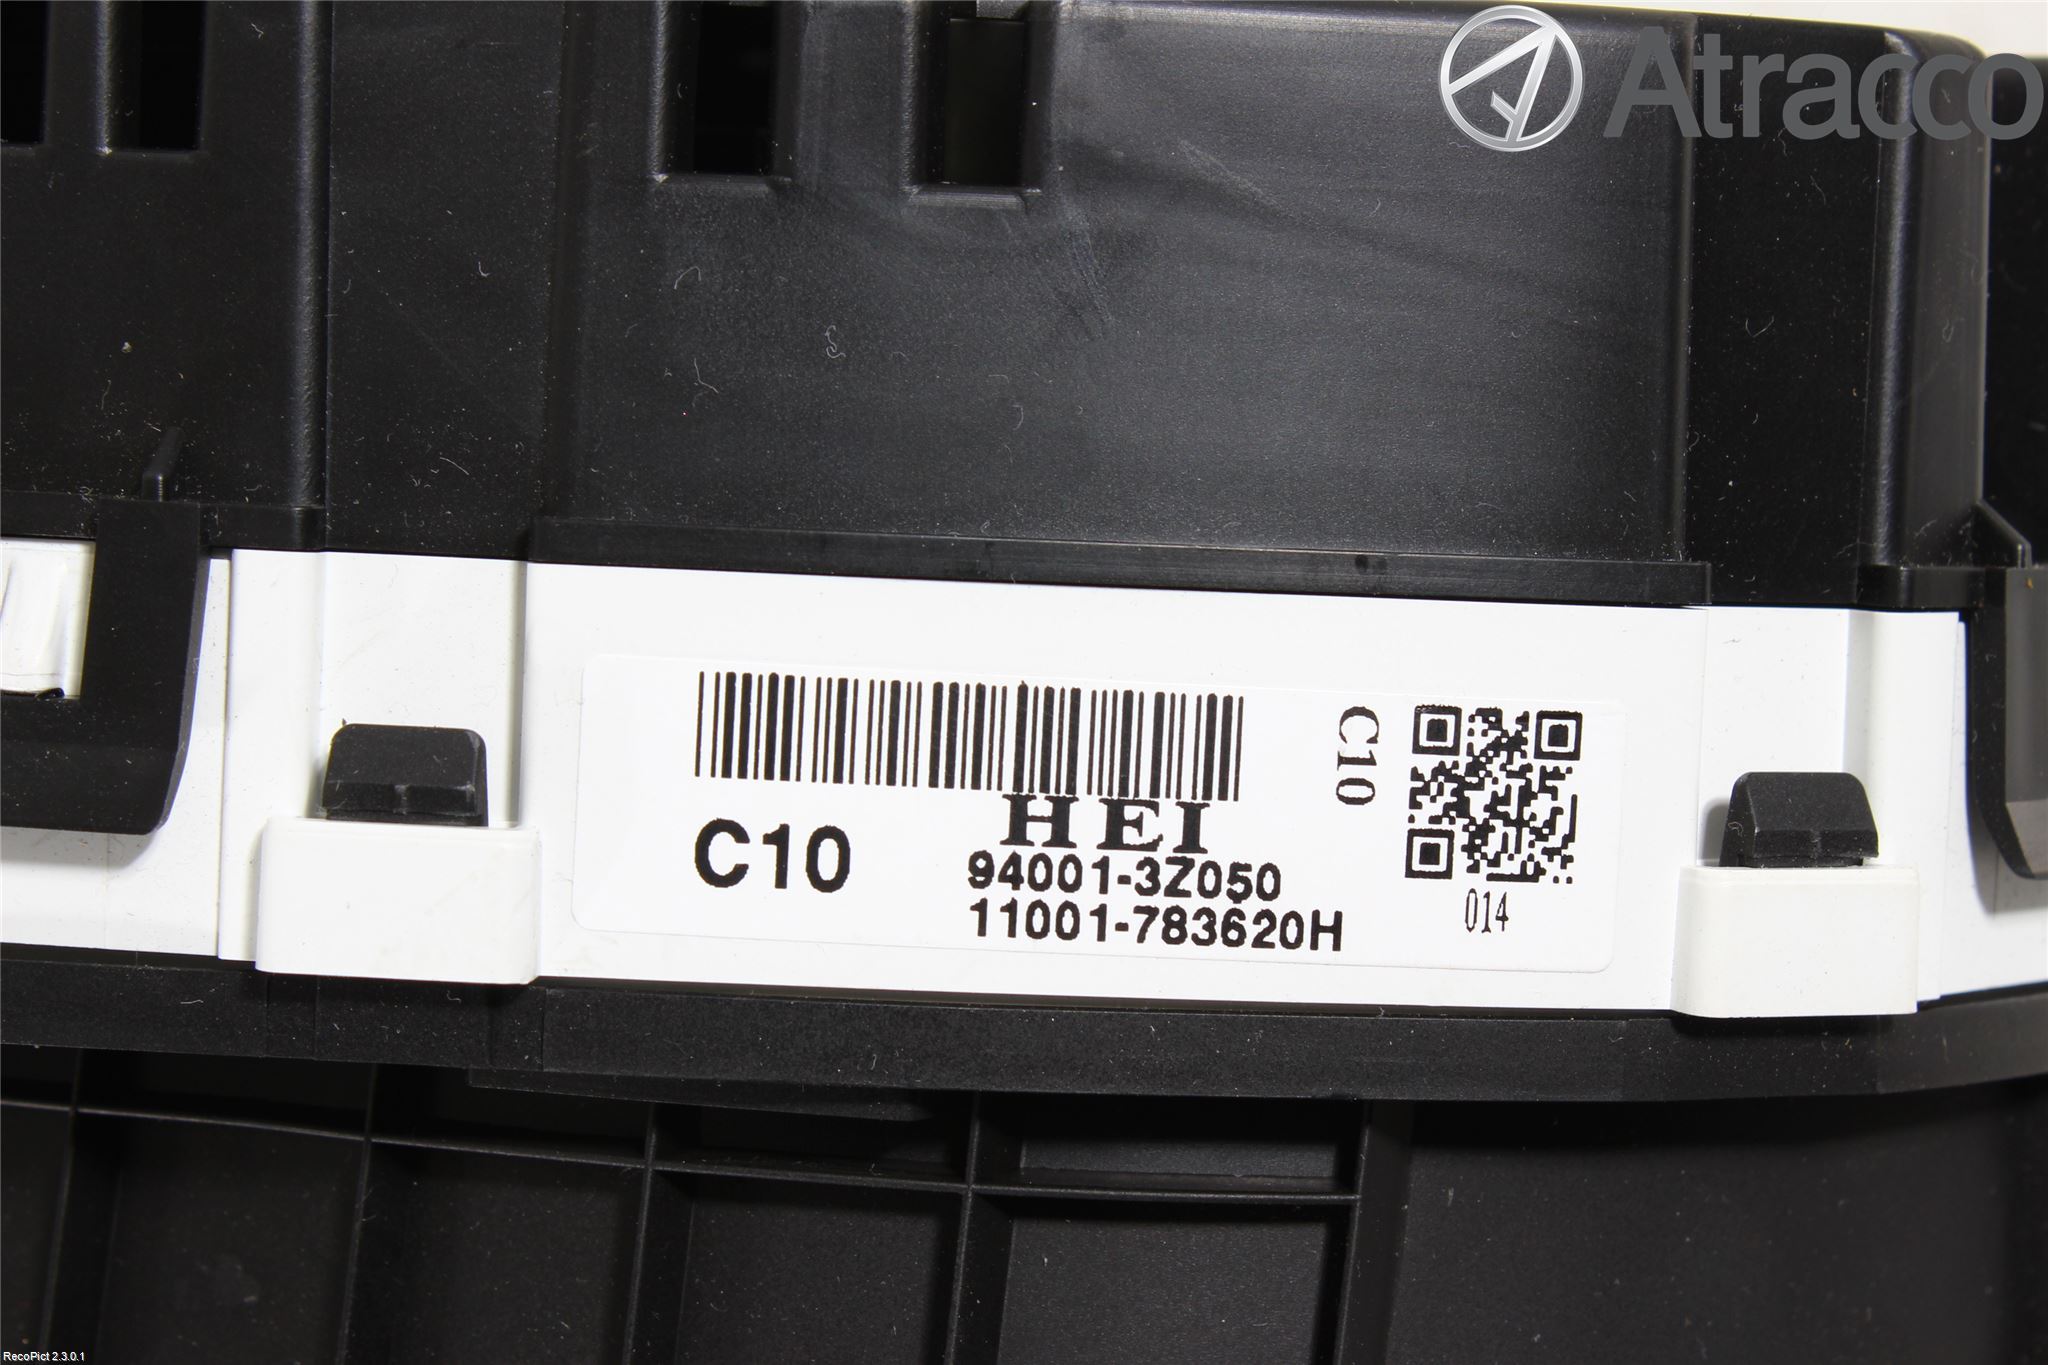 Atracco
HEI
C10
C10
94001-3Z050
11001-783620H
014
RecoPict 2.3.0.1